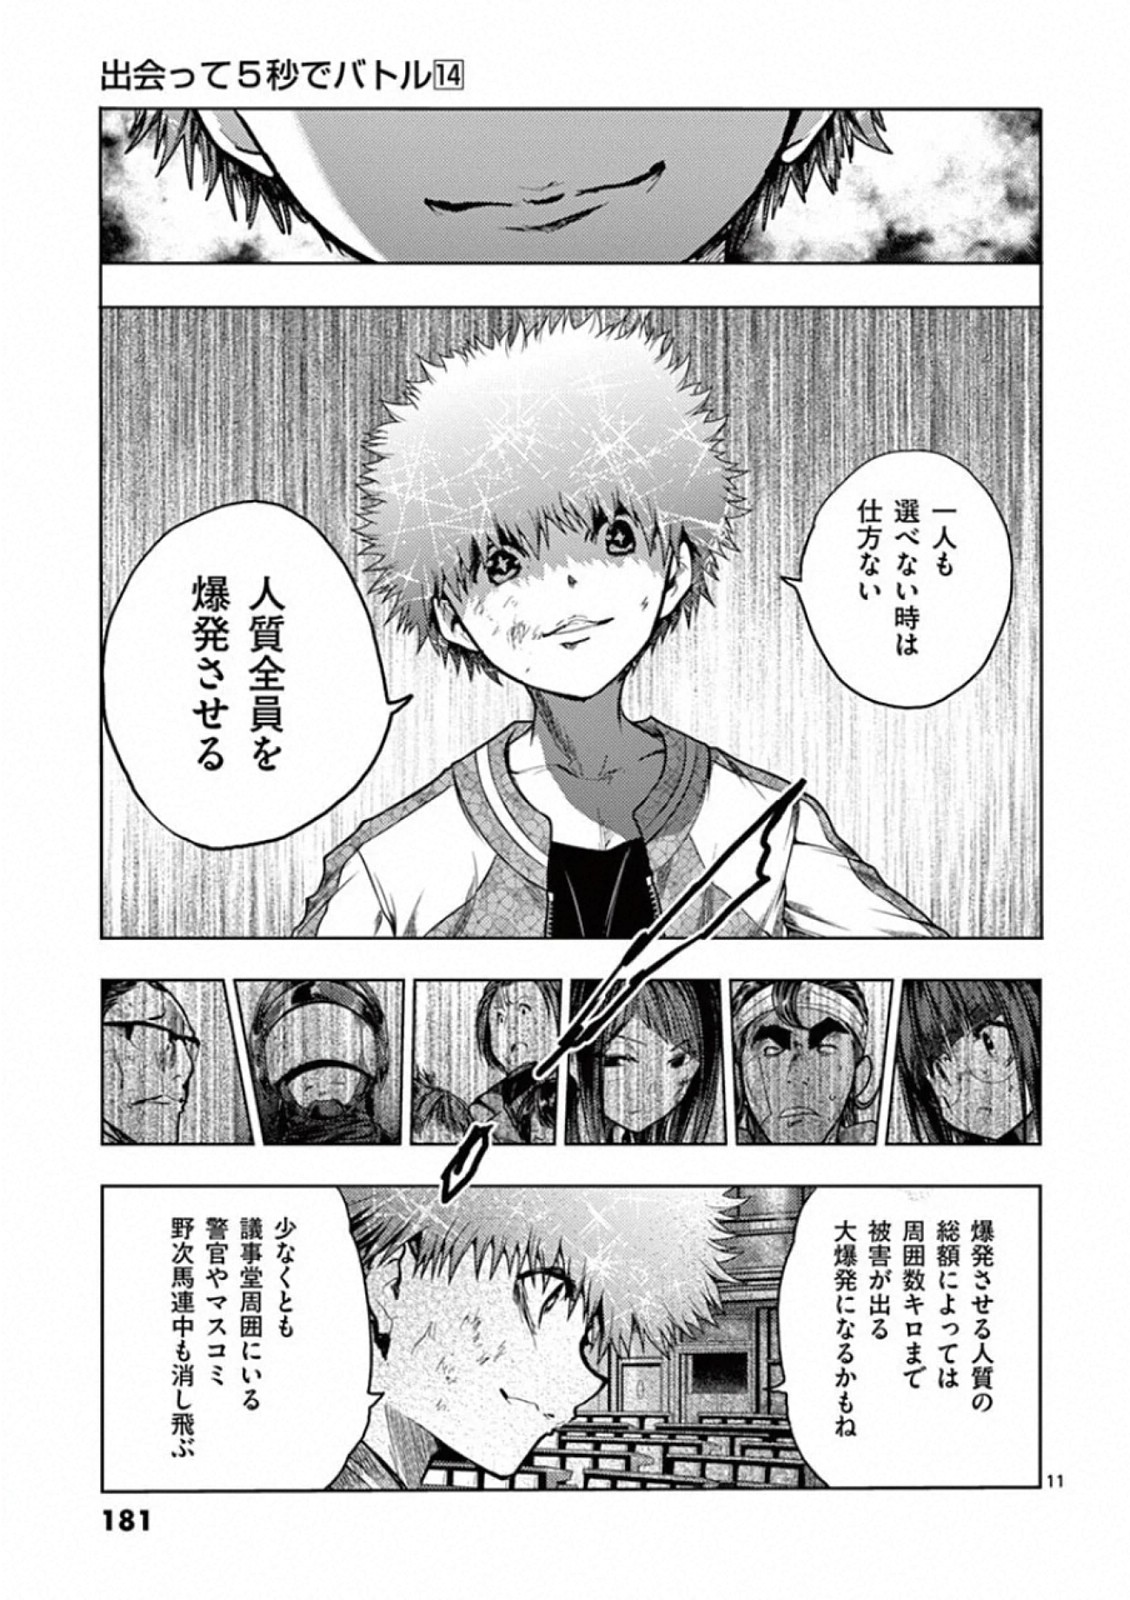 出会って5秒でバトル14
一人も
選べない時は
仕方ない
人質全員を
爆発させる
爆発させる人質の
総額によっては
周囲数キロまで
被害が出る
大爆発になるかもね
少なくとも
議事堂周囲にいる
警官やマスコミ
野次馬連中も消し飛ぶ
11
181